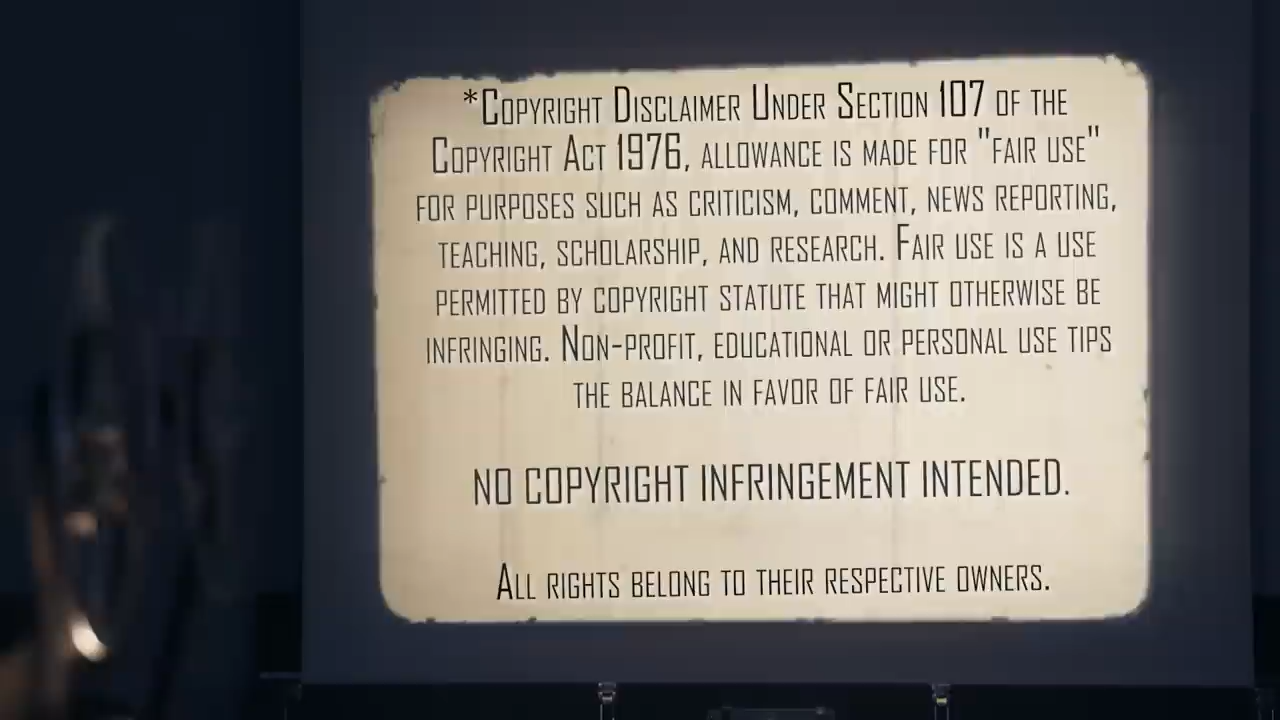 *Copyright Disclaimer Under Section 107 of the
Copyright Act 1976, allowance is made for "fair use"
for purposes such as criticism, comment, news reporting,
teaching, scholarship, and research. Fair use is a use
permitted by copyright statute that might otherwise be
infringing. Non-profit, educational or personal use tips
the balance in favor of fair use.
NO COPYRIGHT INFRINGEMENT INTENDED.
All rights belong to their respective owners.